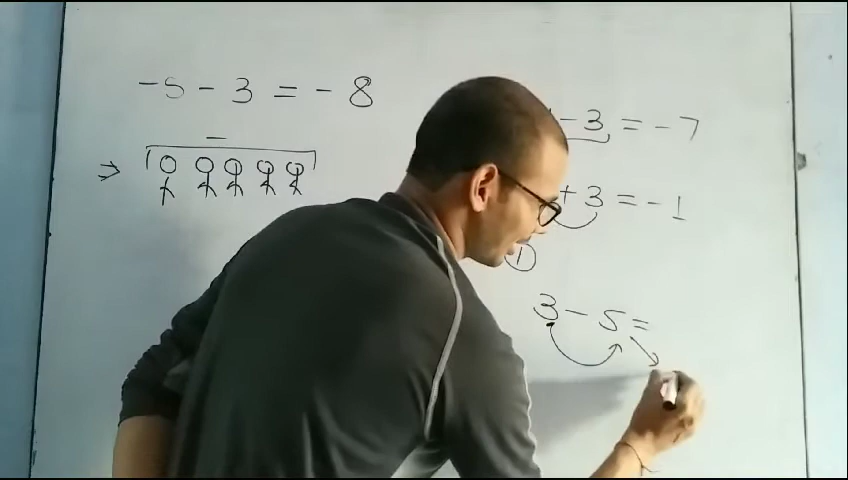 -5 - 3 = - 8
- 3 = - 7
+ 3 = - 1
-
⇒
①
3 - 5 =